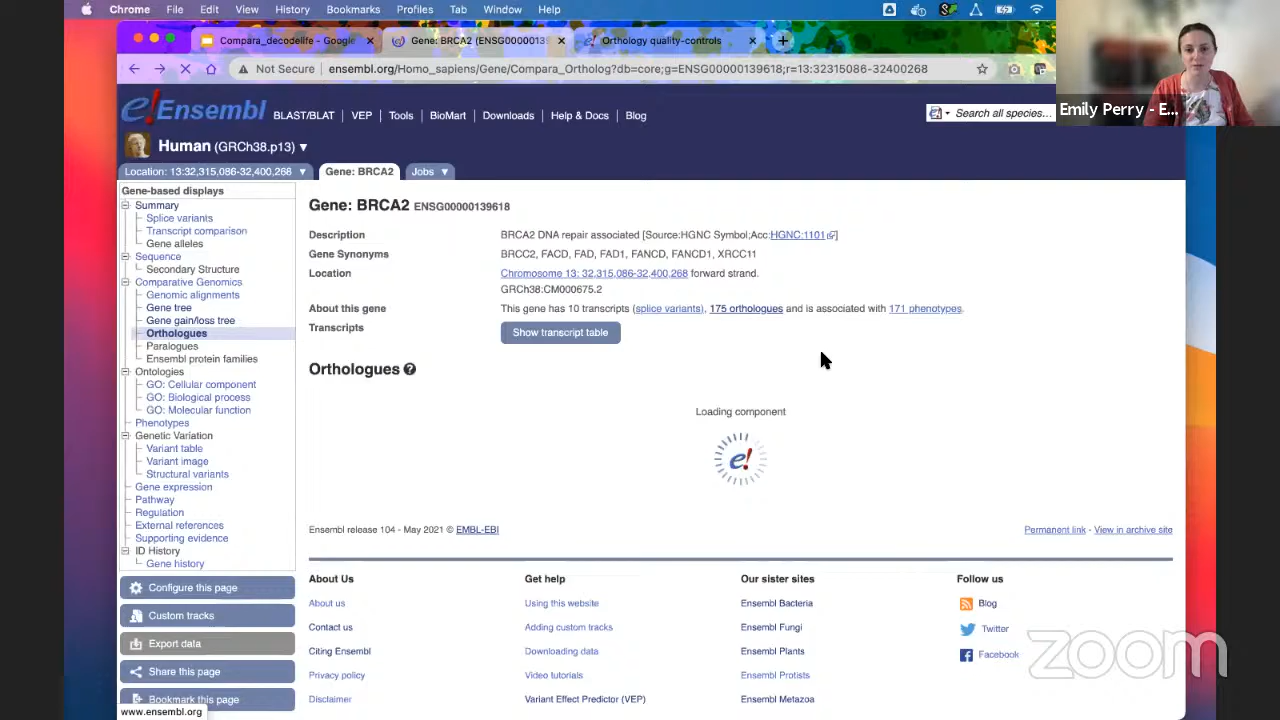 View History Bookmarks Profiles Tab Window Help
Compara_decodelife - Google
Gene: BRCA2 (ENSG00000139
Orthology quality-controls
Not Secure ensembl.org/Homo_sapiens/Gene/Compara_Ortholog?db=core;g=ENSG00000139618;r=13:32315086-32400268
Emily Perry - E...
e!Ensembl BLAST/BLAT VEP Tools BioMart Downloads Help & Docs Blog
Search all species...
Human (GRCh38.p13) ▼
Location: 13:32,315,086-32,400,268 ▼ Gene: BRCA2 Jobs ▼
Gene-based displays
Summary
Splice variants
Transcript comparison
Gene alleles
Sequence
Secondary Structure
Comparative Genomics
Genomic alignments
Gene tree
Gene gain/loss tree
Orthologues
Paralogues
Ensembl protein families
Ontologies
GO: Cellular component
GO: Biological process
GO: Molecular function
Phenotypes
Genetic Variation
Variant table
Variant image
Structural variants
Gene expression
Pathway
Regulation
External references
Supporting evidence
ID History
Gene history
Configure this page
Custom tracks
Export data
Share this page
Bookmark this page
www.ensembl.org
Gene: BRCA2 ENSG00000139618
Description BRCA2 DNA repair associated [Source:HGNC Symbol;Acc:HGNC:1101]
Gene Synonyms BRCC2, FACD, FAD, FAD1, FANCD, FANCD1, XRCC11
Location Chromosome 13: 32,315,086-32,400,268 forward strand.
GRCh38:CM000675.2
About this gene This gene has 10 transcripts (splice variants), 175 orthologues and is associated with 171 phenotypes.
Transcripts Show transcript table
Orthologues ?
Loading component
e!
Ensembl release 104 - May 2021 © EMBL-EBI
Permanent link - View in archive site
About Us Get help Our sister sites Follow us
About us Using this website Ensembl Bacteria Blog
Contact us Adding custom tracks Ensembl Fungi Twitter
Citing Ensembl Downloading data Ensembl Plants Facebook
Privacy policy Video tutorials Ensembl Protists
Disclaimer Variant Effect Predictor (VEP) Ensembl Metazoa
zoom